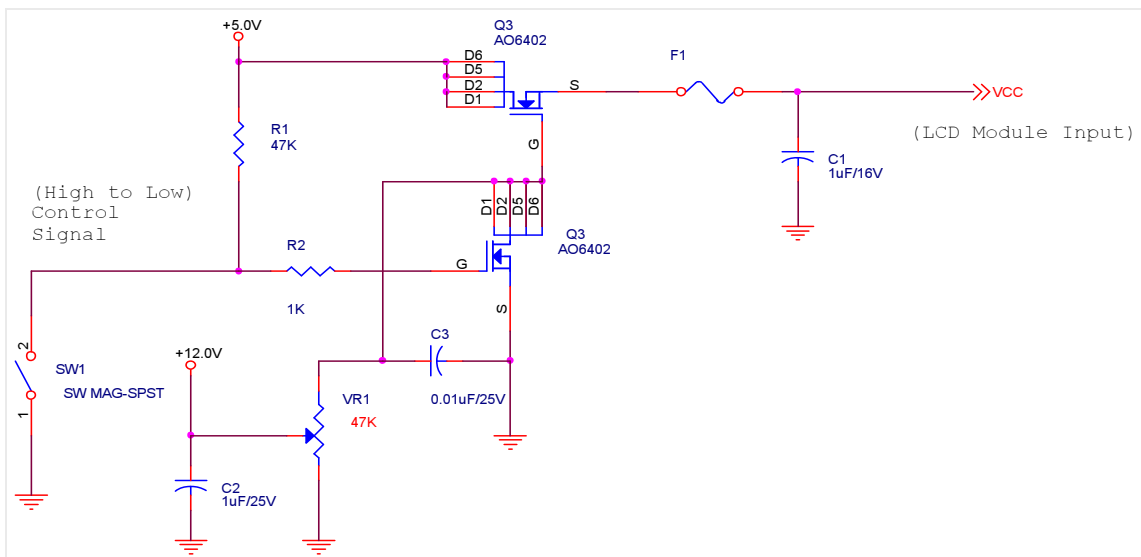 +5.0V
Q3
AO6402
F1
D6
D5
D2
D1
S
VCC
(LCD Module Input)
R1
47K
G
C1
1uF/16V
(High to Low)
Control
Signal
D1
D2
D5
D6
Q3
AO6402
R2
G
1K
S
C3
+12.0V
2
SW1
SW MAG-SPST
1
VR1
0.01uF/25V
47K
C2
1uF/25V